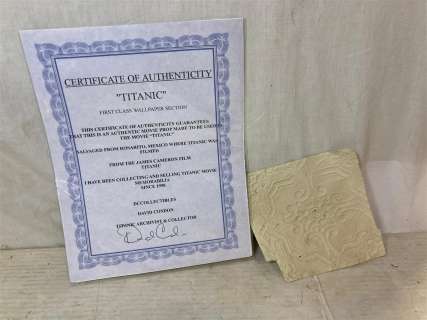 CERTIFICATE OF AUTHENTICITY
"TITANIC"
FIRST CLASS WALLPAPER SECTION
THIS CERTIFICATE OF AUTHENTICITY GUARANTEES
THAT THIS IS AN AUTHENTIC MOVIE PROP MADE TO BE USED IN
THE MOVIE "TITANIC"
SALVAGED FROM ROSARITO, MEXICO WHERE TITANIC WAS
FILMED
FROM THE JAMES CAMERON FILM
TITANIC
I HAVE BEEN COLLECTING AND SELLING TITANIC MOVIE
MEMORABILIA
SINCE 1998
DCCOLLECTIBLES
DAVID CONDON
TITANIC ARCHIVIST & COLLECTOR